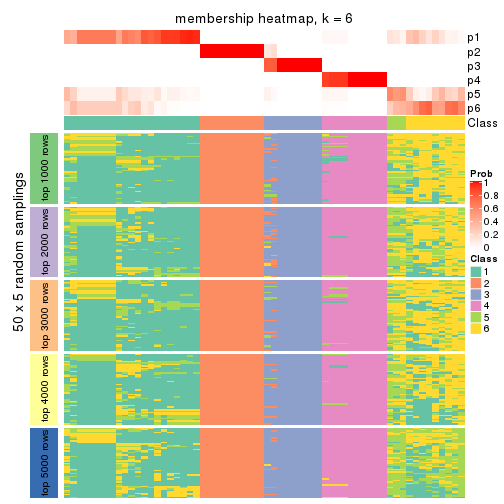 membership heatmap, k = 6
p1
p2
p3
p4
p5
p6
Class
50 x 5 random samplings
top 1000 rows
top 2000 rows
top 3000 rows
top 4000 rows
top 5000 rows
Prob
1
0.8
0.6
0.4
0.2
0
Class
1
2
3
4
5
6